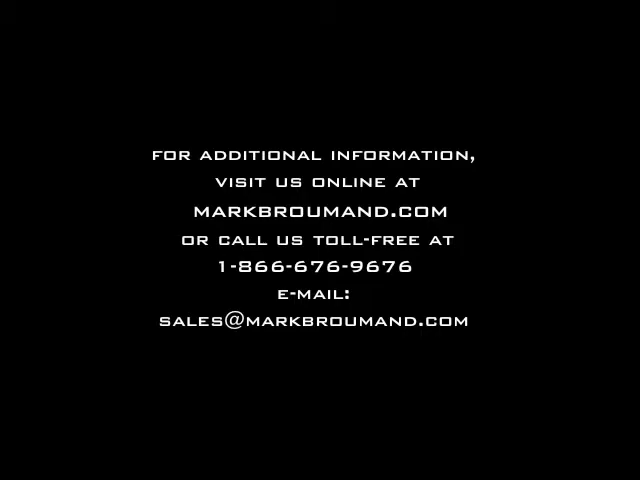 FOR ADDITIONAL INFORMATION,
VISIT US ONLINE AT
MARKBROUMAND.COM
OR CALL US TOLL-FREE AT
1-866-676-9676
E-MAIL:
SALES@MARKBROUMAND.COM